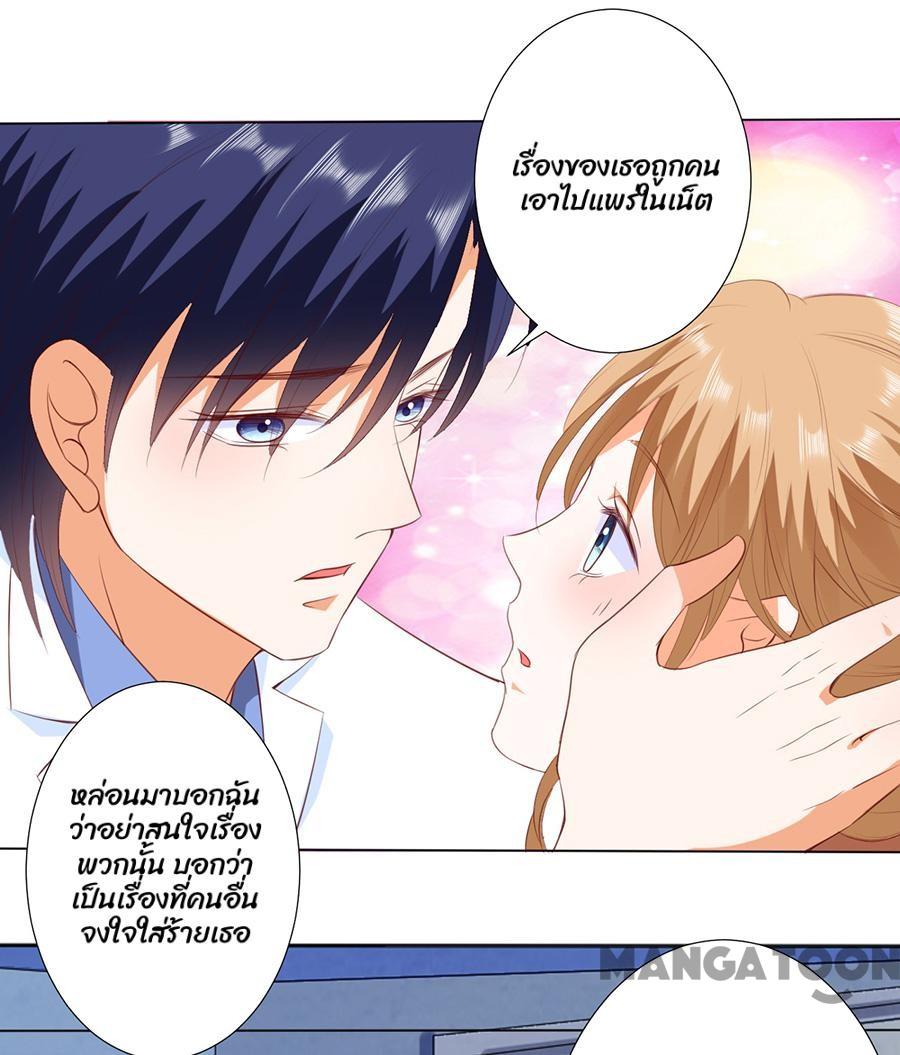 เรื่องของเธอถูกคน
เอาไปแพร่ในเน็ต
หล่อนมาบอกฉัน
ว่าอย่าสนใจเรื่อง
พวกนั้น บอกว่า
เป็นเรื่องที่คนอื่น
จงใจใส่ร้ายเธอ
MANGATOON